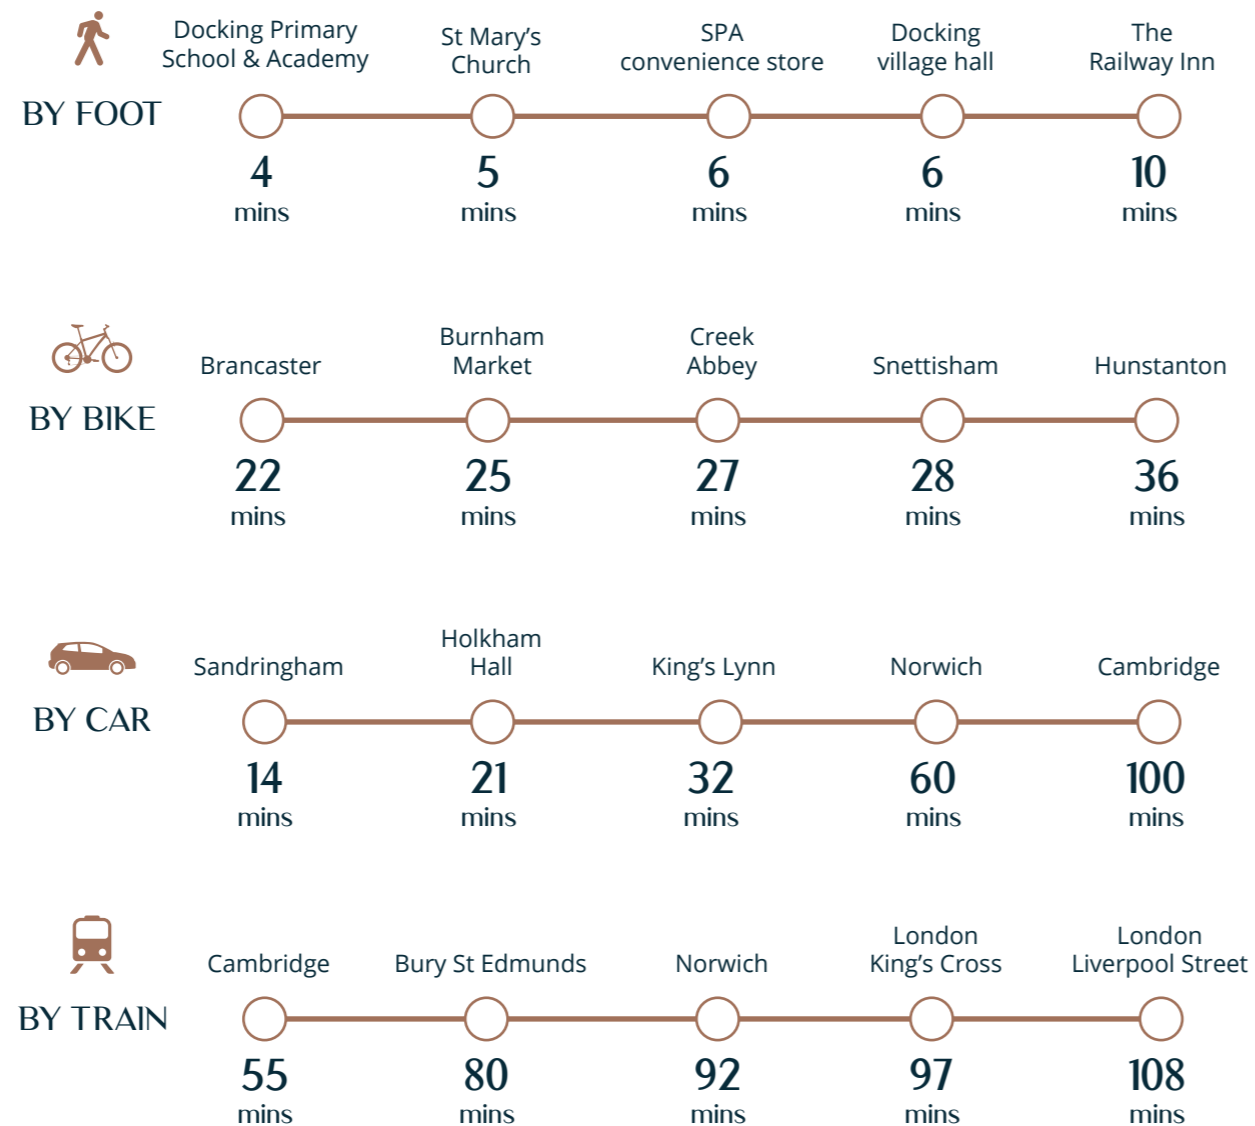 Docking Primary
School & Academy
St Mary's
Church
SPA
convenience store
Docking
village hall
The
Railway Inn
BY FOOT
4
mins
5
mins
6
mins
6
mins
10
mins
Brancaster
Burnham
Market
Creek
Abbey
Snettisham
Hunstanton
BY BIKE
22
mins
25
mins
27
mins
28
mins
36
mins
Sandringham
Holkham
Hall
King's Lynn
Norwich
Cambridge
BY CAR
14
mins
21
mins
32
mins
60
mins
100
mins
Cambridge
Bury St Edmunds
Norwich
London
King's Cross
London
Liverpool Street
BY TRAIN
55
mins
80
mins
92
mins
97
mins
108
mins